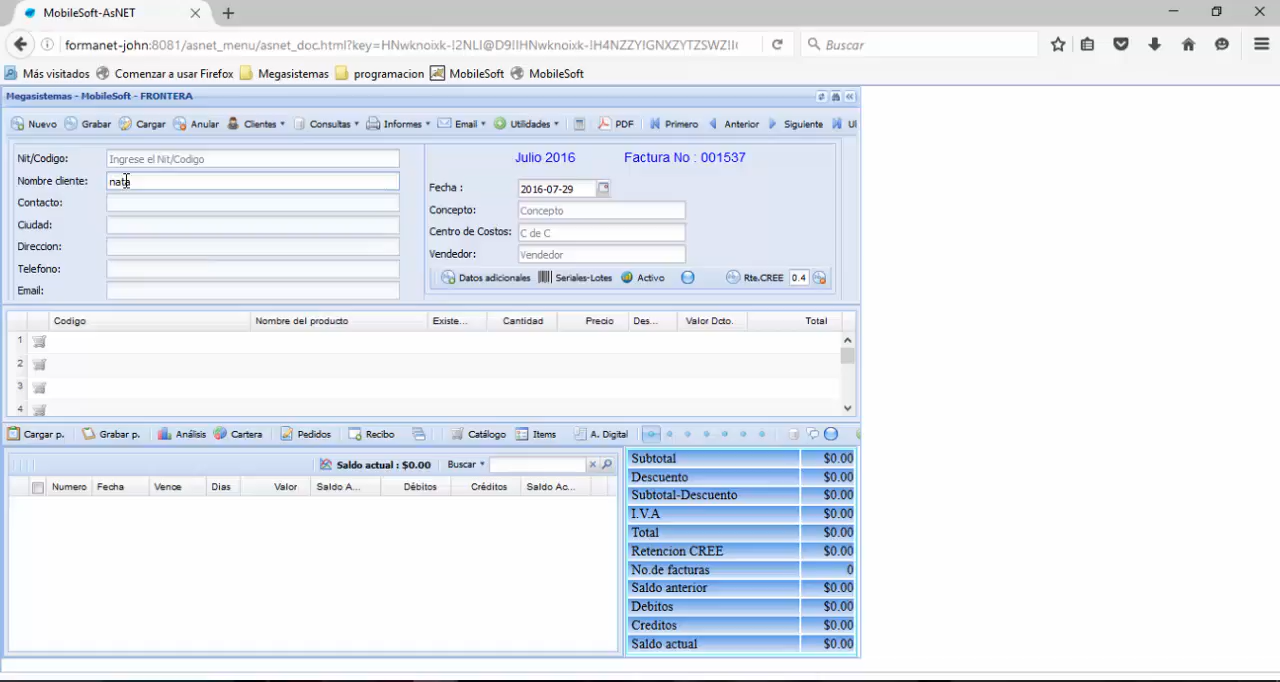 MobileSoft-AsNET
formanet-john:8081/asnet_menu/asnet_doc.html?key=HNwknoixk-!2NLI@D9!!HNwknoixk-!H4NZZYIGNXZYTZSWZII(
Buscar
Más visitados Comenzar a usar Firefox Megasistemas programacion MobileSoft MobileSoft
Megasistemas - MobileSoft - FRONTERA
Nuevo Grabar Cargar Anular Clientes Consultas Informes Email Utilidades PDF Primero Anterior Siguiente Ul
Nit/Codigo: Ingrese el Nit/Codigo
Nombre cliente: nata
Contacto:
Ciudad:
Direccion:
Telefono:
Email:
Julio 2016 Factura No : 001537
Fecha : 2016-07-29
Concepto: Concepto
Centro de Costos: C de C
Vendedor: Vendedor
Datos adicionales Seriales-Lotes Activo Rte.CREE 0.4
Codigo Nombre del producto Existe... Cantidad Precio Des... Valor Dcto. Total
1
2
3
4
Cargar p. Grabar p. Análisis Cartera Pedidos Recibo Catálogo Items A. Digital
Saldo actual : $0.00 Buscar
Numero Fecha Vence Dias Valor Saldo A... Débitos Créditos Saldo Ac...
Subtotal $0.00
Descuento $0.00
Subtotal-Descuento $0.00
I.V.A $0.00
Total $0.00
Retencion CREE $0.00
No.de facturas 0
Saldo anterior $0.00
Debitos $0.00
Creditos $0.00
Saldo actual $0.00